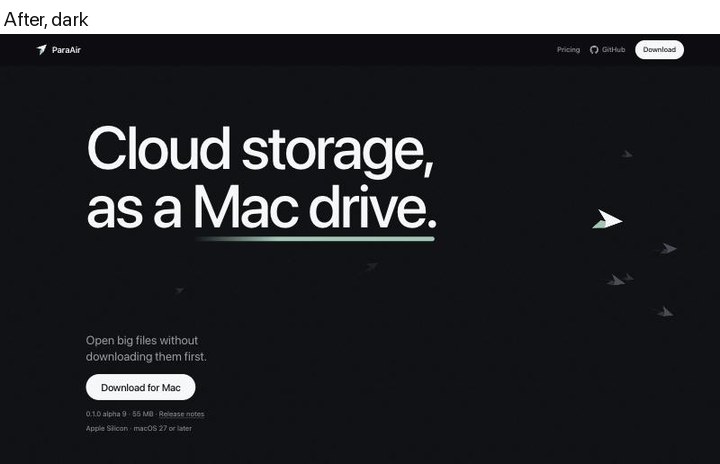 After, dark
ParaAir
Pricing
GitHub
Download
Cloud storage,
as a Mac drive.
Open big files without
downloading them first.
Download for Mac
0.1.0 alpha 9 · 55 MB · Release notes
Apple Silicon · macOS 27 or later